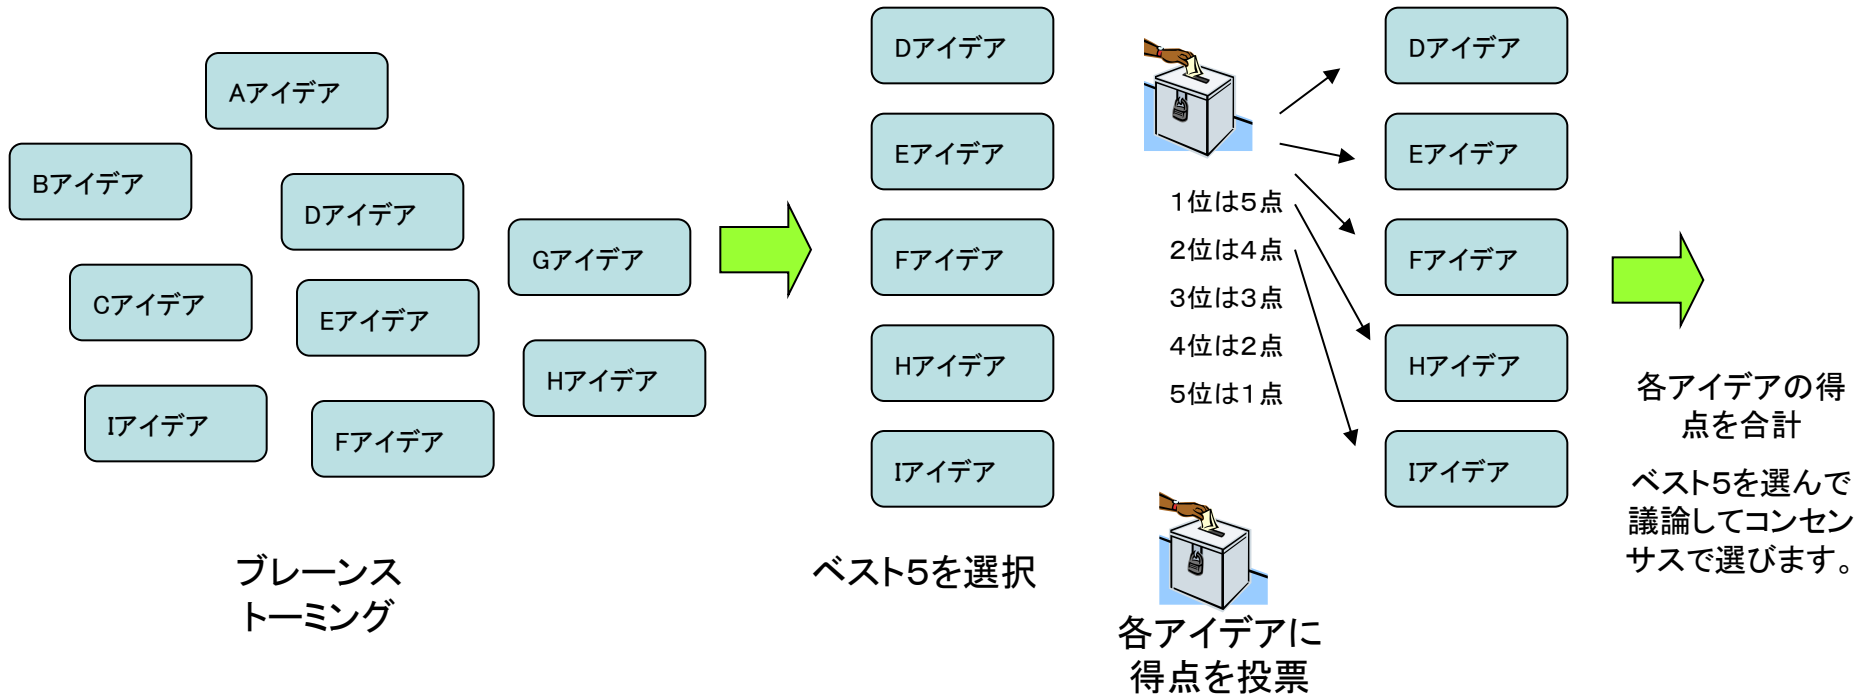 Aアイデア
Bアイデア
Dアイデア
Gアイデア
Cアイデア
Eアイデア
Hアイデア
Iアイデア
Fアイデア
ブレーンス
トーミング
Dアイデア
Eアイデア
Fアイデア
Hアイデア
Iアイデア
ベスト5を選択
1位は5点
2位は4点
3位は3点
4位は2点
5位は1点
各アイデアに
得点を投票
Dアイデア
Eアイデア
Fアイデア
Hアイデア
Iアイデア
各アイデアの得
点を合計
ベスト5を選んで
議論してコンセン
サスで選びます。